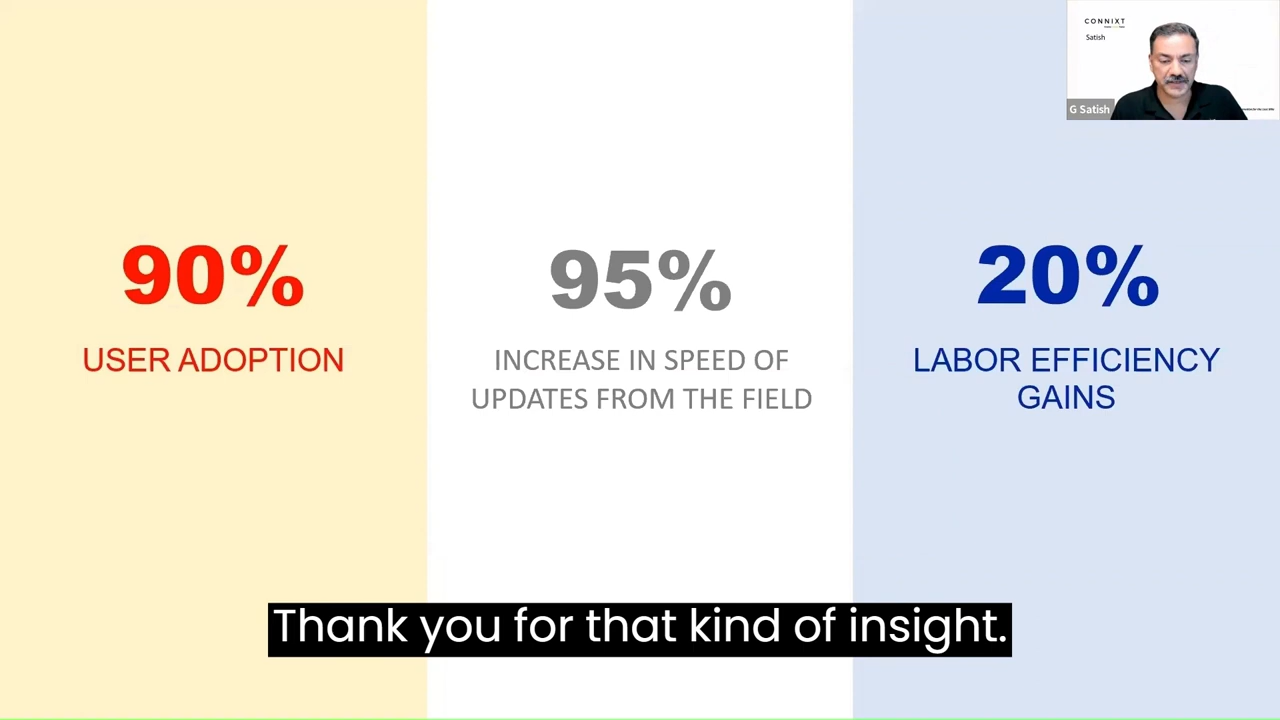 CONNIXT
Satish
G Satish
90%
USER ADOPTION
95%
INCREASE IN SPEED OF
UPDATES FROM THE FIELD
20%
LABOR EFFICIENCY
GAINS
Thank you for that kind of insight.